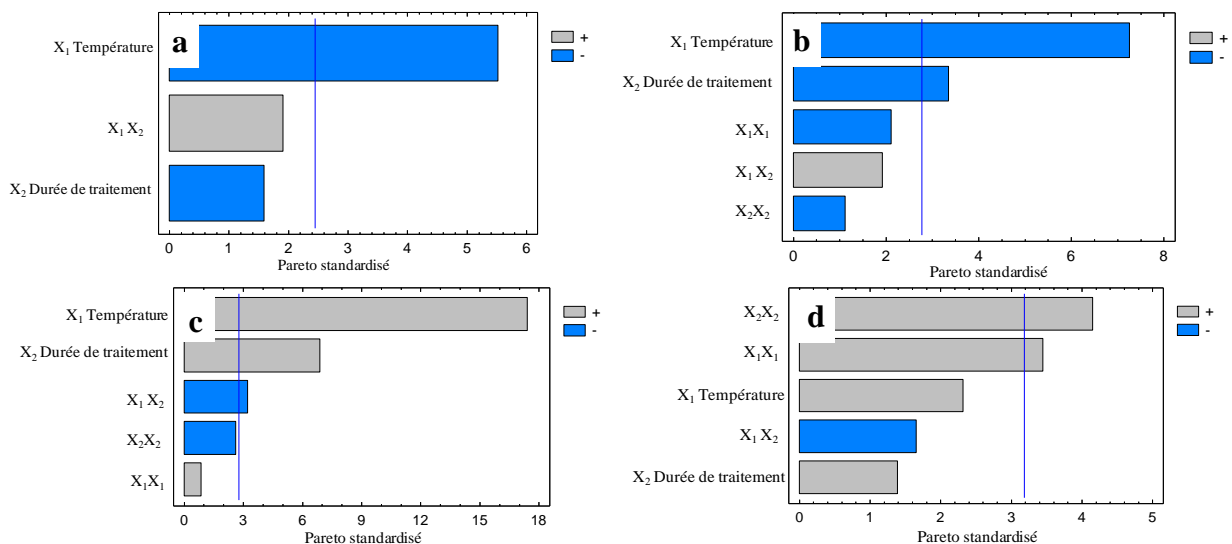 a
X₁ Température
X₁ X₂
X₂ Durée de traitement
0 1 2 3 4 5 6
Pareto standardisé
+
-
b
X₁ Température
X₂ Durée de traitement
X₁X₁
X₁ X₂
X₂X₂
0 2 4 6 8
Pareto standardisé
+
-
c
X₁ Température
X₂ Durée de traitement
X₁ X₂
X₂X₂
X₁X₁
0 3 6 9 12 15 18
Pareto standardisé
+
-
d
X₂X₂
X₁X₁
X₁ Température
X₁ X₂
X₂ Durée de traitement
0 1 2 3 4 5
Pareto standardisé
+
-